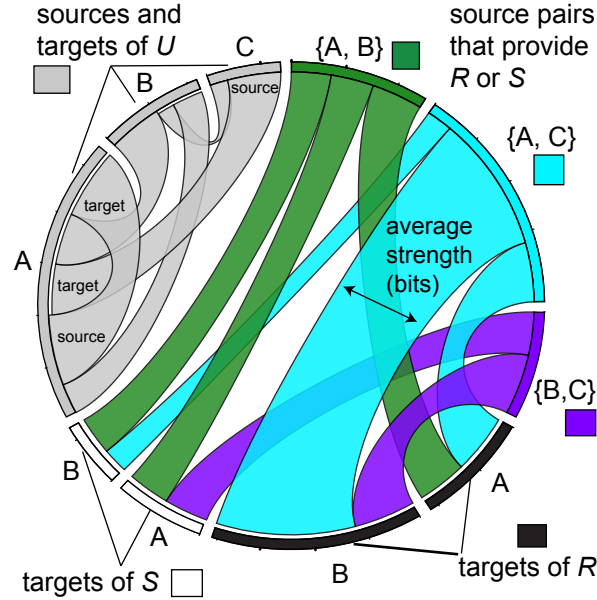 sources and
targets of U
source pairs
that provide
R or S
C
{A, B}
B
source
{A, C}
target
average
strength
(bits)
A
target
source
{B,C}
B
A
A
B
targets of S
targets of R